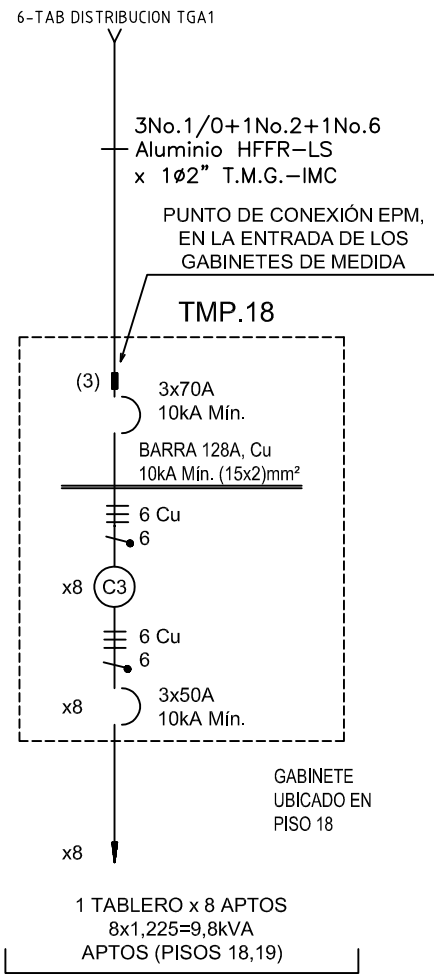 6-TAB DISTRIBUCION TGA1
3No.1/0+1No.2+1No.6
Aluminio HFFR-LS
x 1ø2" T.M.G.-IMC
PUNTO DE CONEXIÓN EPM,
EN LA ENTRADA DE LOS
GABINETES DE MEDIDA
TMP.18
(3)
3x70A
10kA Mín.
BARRA 128A, Cu
10kA Mín. (15x2)mm²
6 Cu
6
x8
C3
6 Cu
6
x8
3x50A
10kA Mín.
GABINETE
UBICADO EN
PISO 18
x8
1 TABLERO x 8 APTOS
8x1,225=9,8kVA
APTOS (PISOS 18,19)